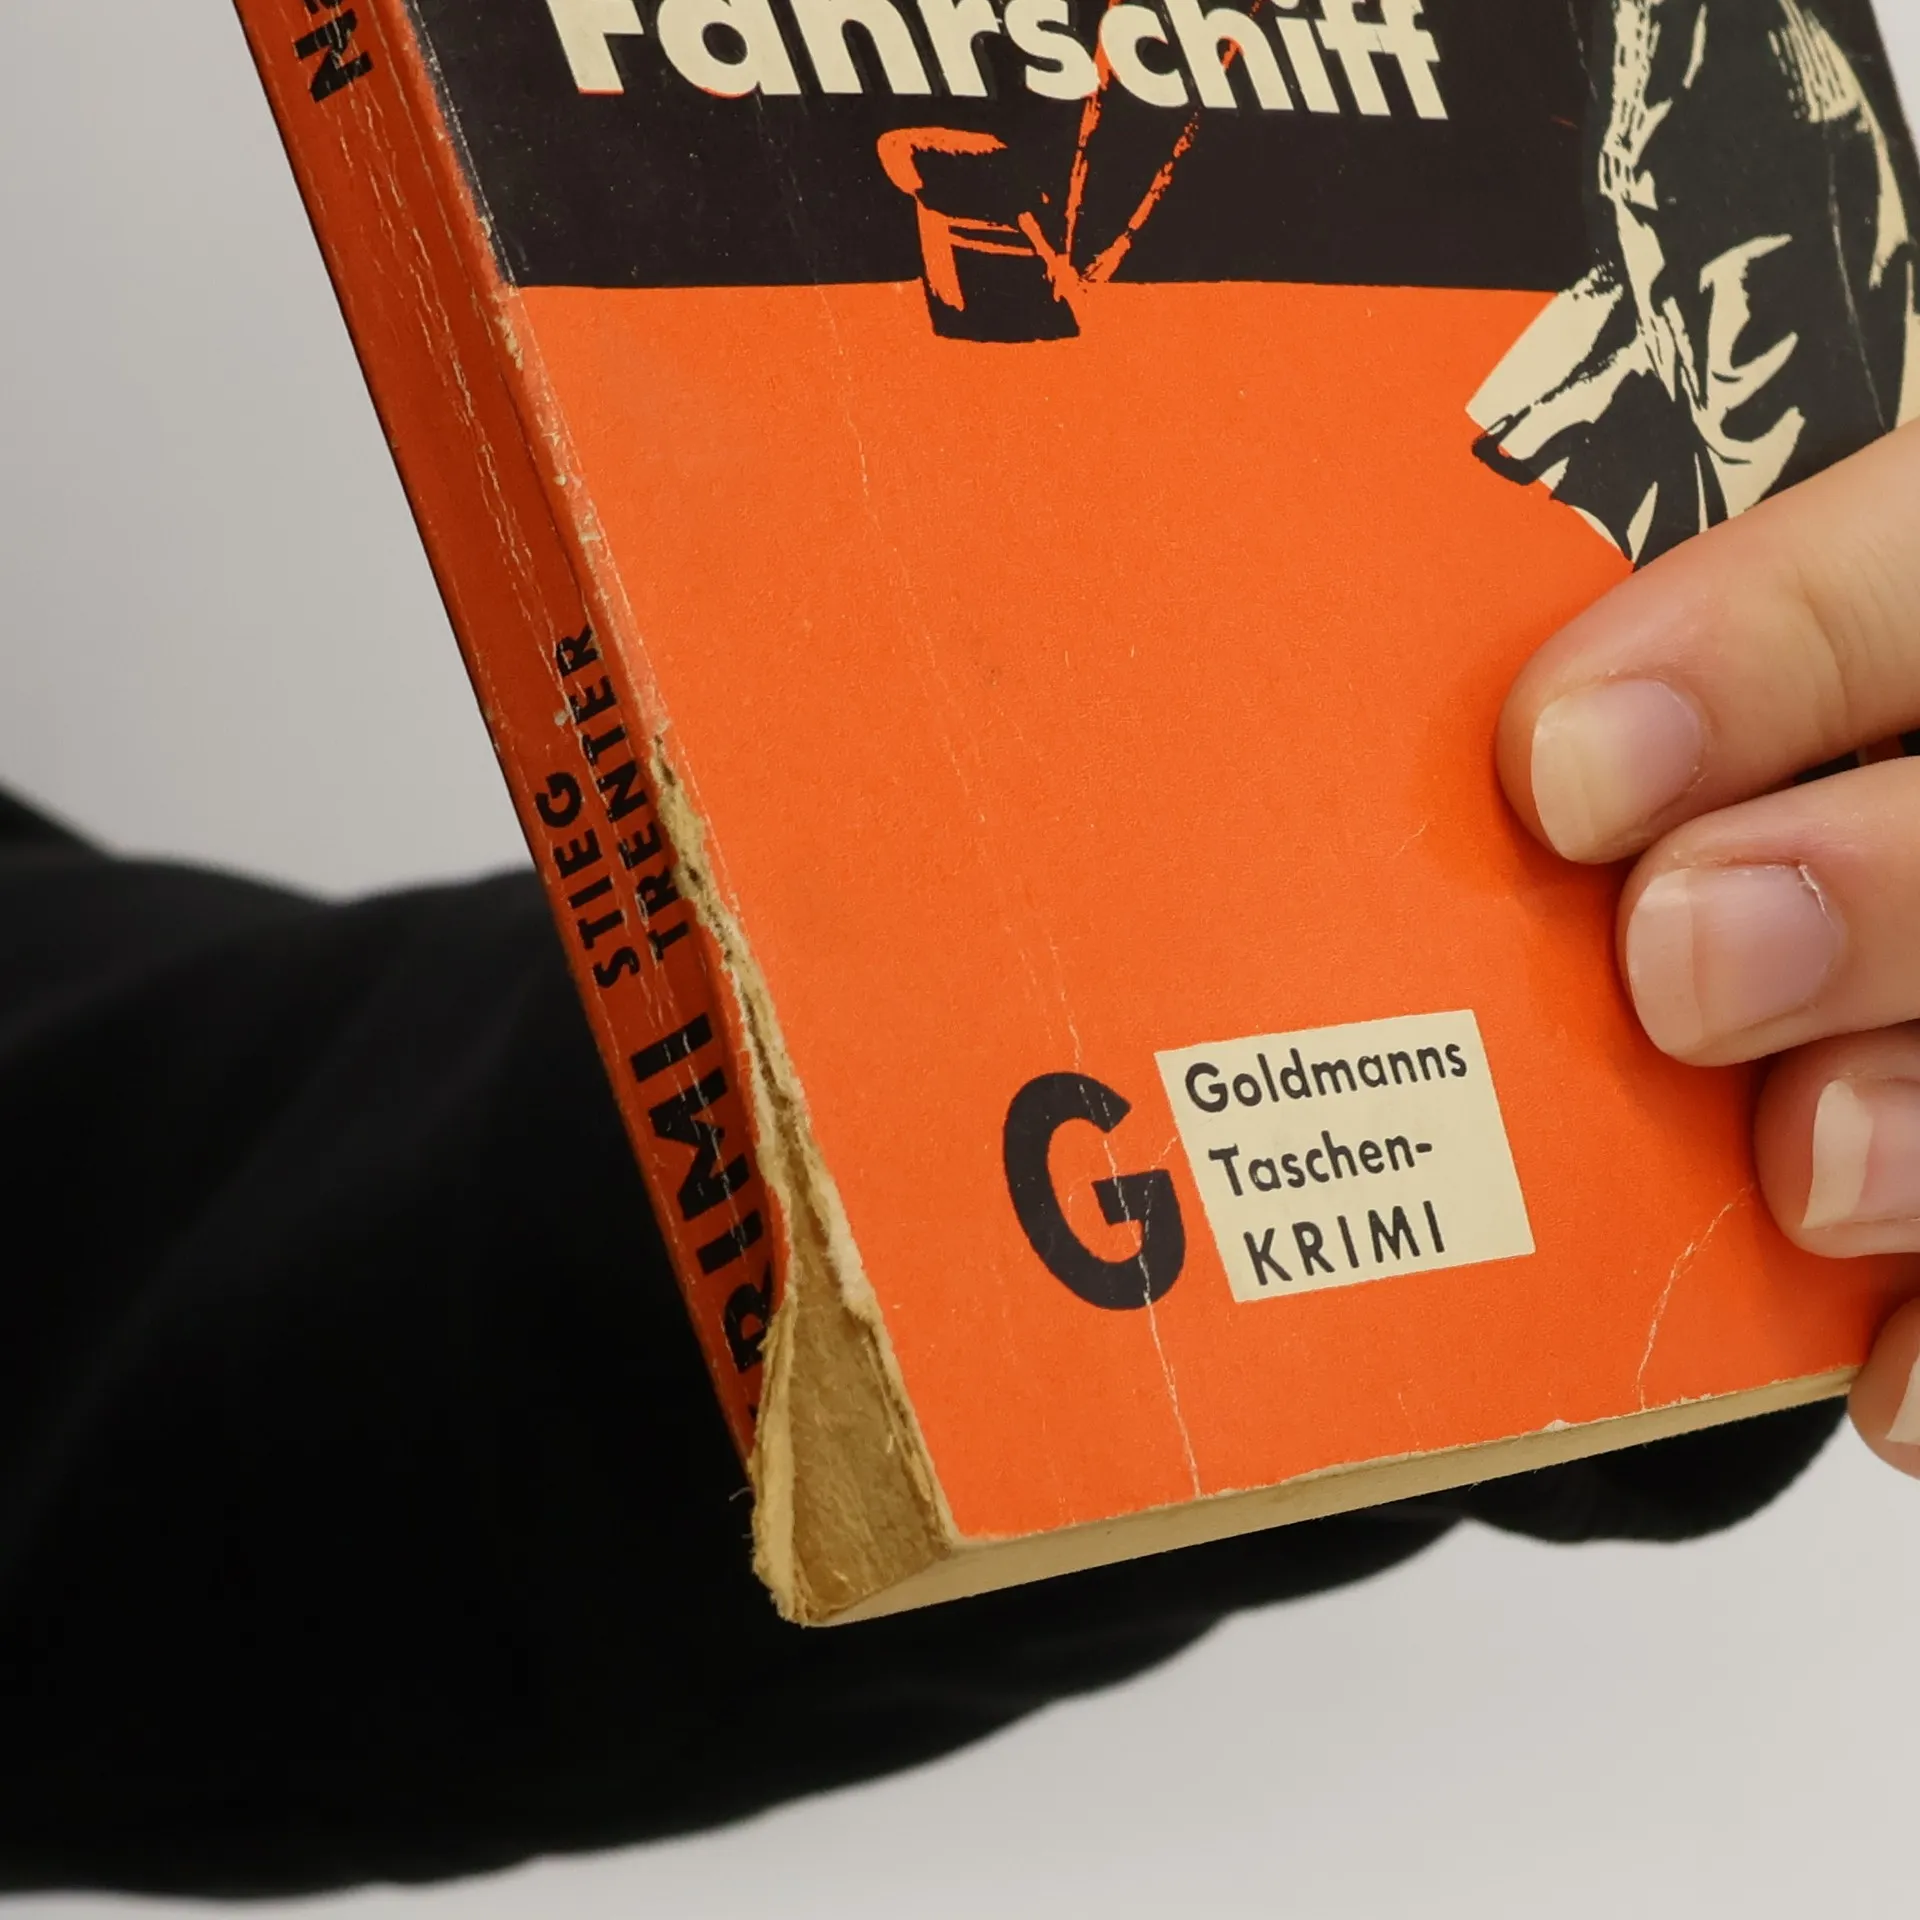 Fährschiff
STIEG
TRENTER
KRIMI
G
Goldmanns
Taschen-
KRIMI